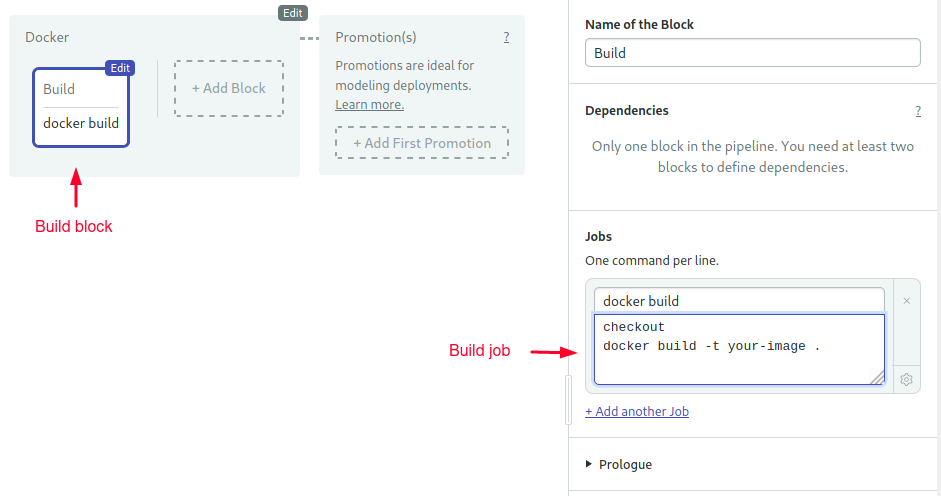 Edit
Docker
Edit
Build
docker build
+ Add Block
Build block
Promotion(s) ?
Promotions are ideal for
modeling deployments.
Learn more.
+ Add First Promotion
Name of the Block
Build
Dependencies ?
Only one block in the pipeline. You need at least two
blocks to define dependencies.
Jobs
One command per line.
docker build ×
Build job
checkout
docker build -t your-image .
+ Add another Job
Prologue